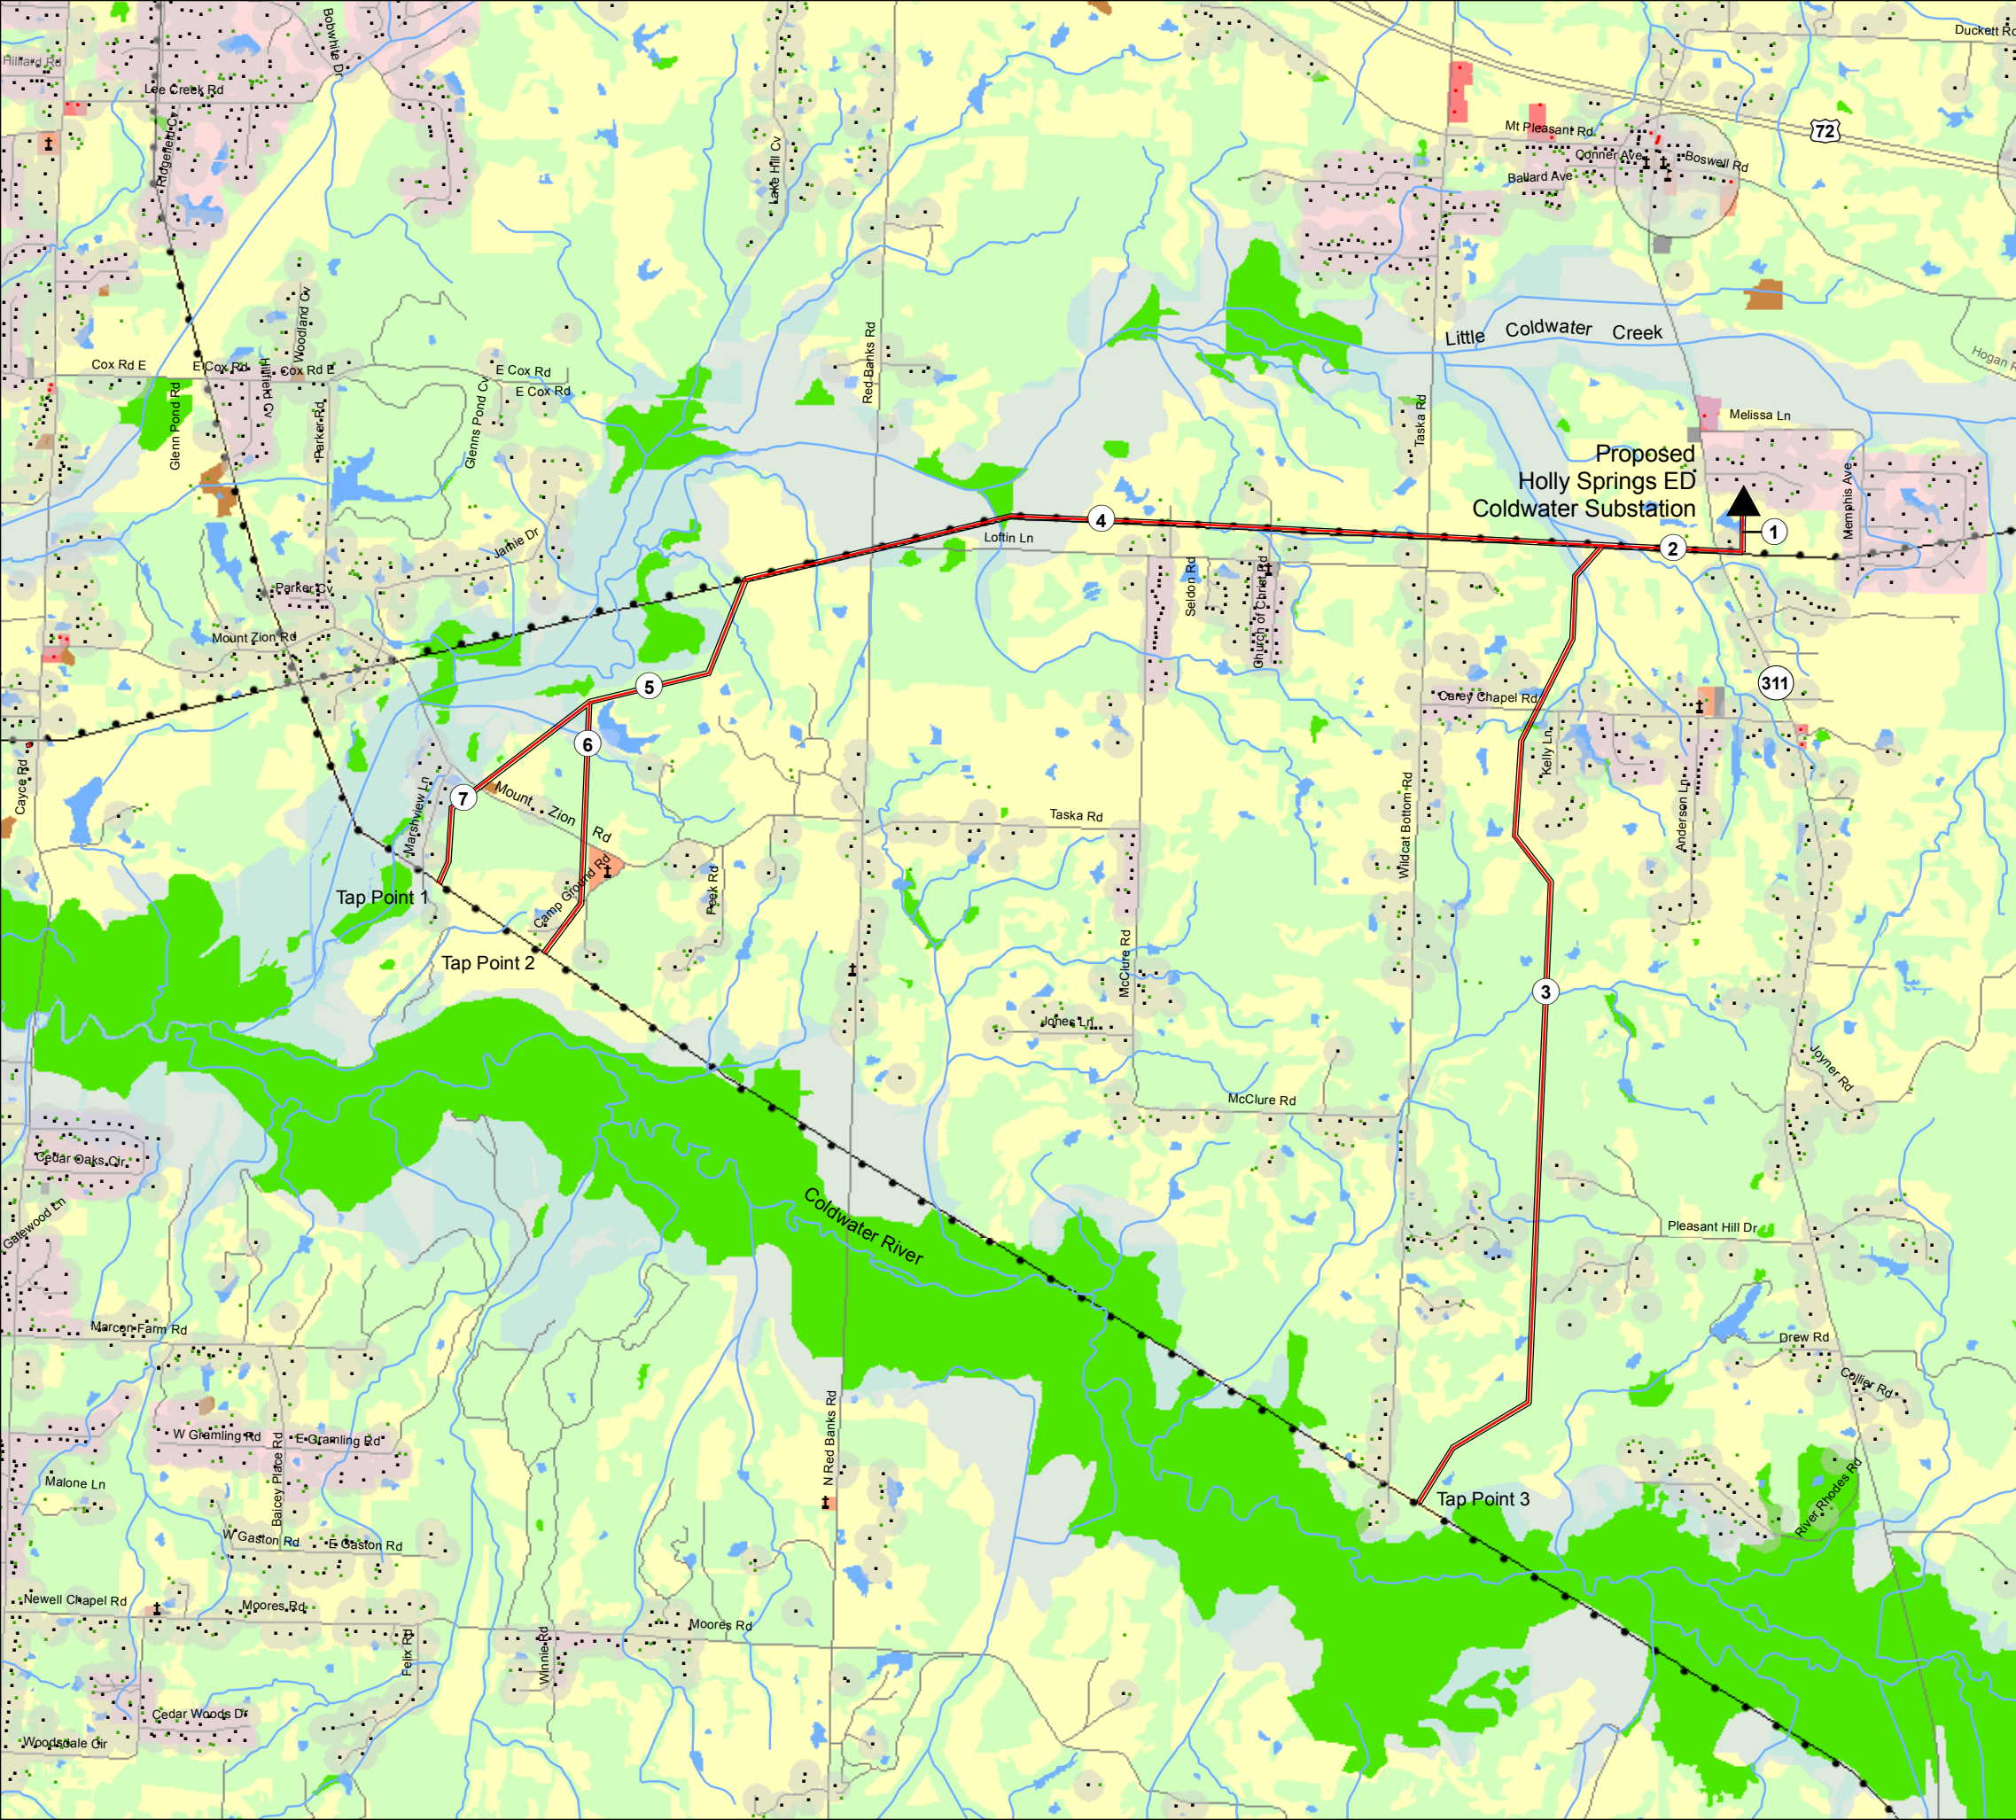 Hilliard Rd
Bobwhite Dr
Duckett Rd
Lee Creek Rd
Ridgefield Cv
Lake Hill Cv
72
Mt Pleasant Rd
Conner Ave
Boswell Rd
Ballard Ave
Woodland Cv
Red Banks Rd
Little Coldwater Creek
Hogan R
Cox Rd E
E Cox Rd
Cox Rd E
E Cox Rd
E Cox Rd
Hillfield Cv
Glenn Pond Rd
Parker Rd
Glenns Pond Cv
Taska Rd
Melissa Ln
Memphis Ave
Proposed
Holly Springs ED
Coldwater Substation
1
2
4
Loftin Ln
Jamie Dr
Parker Cv
Seldon Rd
Church of Christ Rd
Mount Zion Rd
5
311
Carey Chapel Rd
6
Kelly Ln
Cayce Rd
7
Mount Zion Rd
Marshview Ln
Taska Rd
Wildcat Bottom Rd
Anderson Ln
Camp Ground Rd
Peek Rd
Tap Point 1
Tap Point 2
McClure Rd
3
Jones Ln
Joyner Rd
McClure Rd
Cedar Oaks Cir
Gatewood Ln
Coldwater River
Pleasant Hill Dr
Marcon Farm Rd
Drew Rd
Collier Rd
W Gramling Rd
E Gramling Rd
Baicey Place Rd
N Red Banks Rd
Malone Ln
Tap Point 3
River Rhodes Rd
W Gaston Rd
E Gaston Rd
Newell Chapel Rd
Moores Rd
Moores Rd
Felix Rd
Winnie Rd
Cedar Woods Dr
Woodsdale Cir